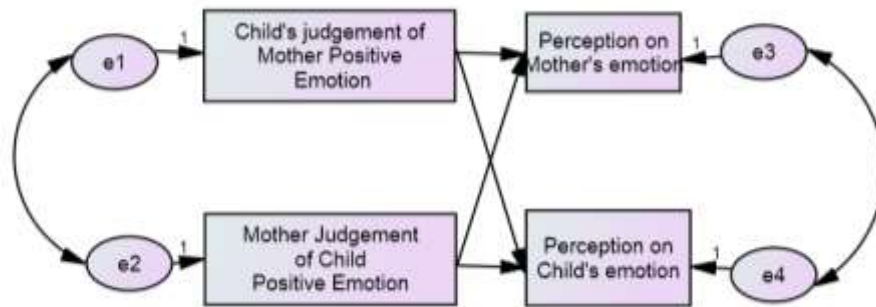 e1
1
Child's judgement of
Mother Positive
Emotion
Perception on
Mother's emotion
1
e3
e2
1
Mother Judgement
of Child
Positive Emotion
Perception on
Child's emotion
1
e4